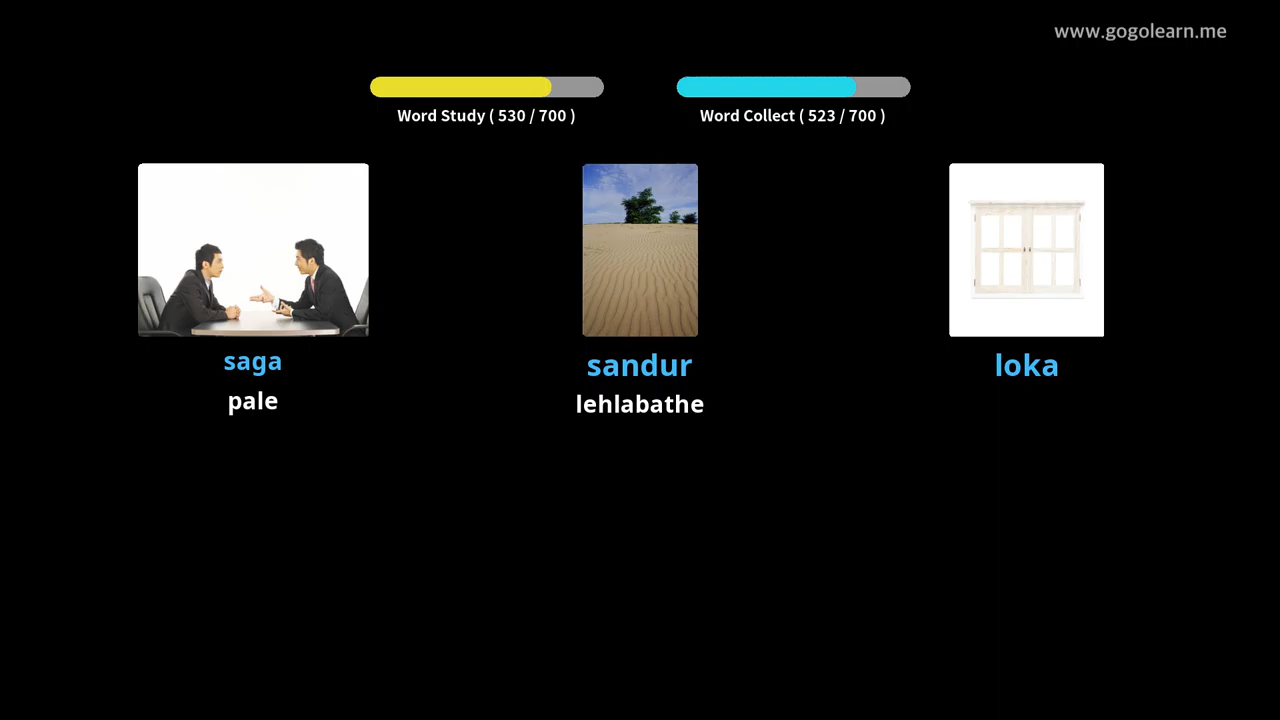 www.gogolearn.me
Word Study ( 530 / 700 )
Word Collect ( 523 / 700 )
saga
pale
sandur
lehlabathe
loka